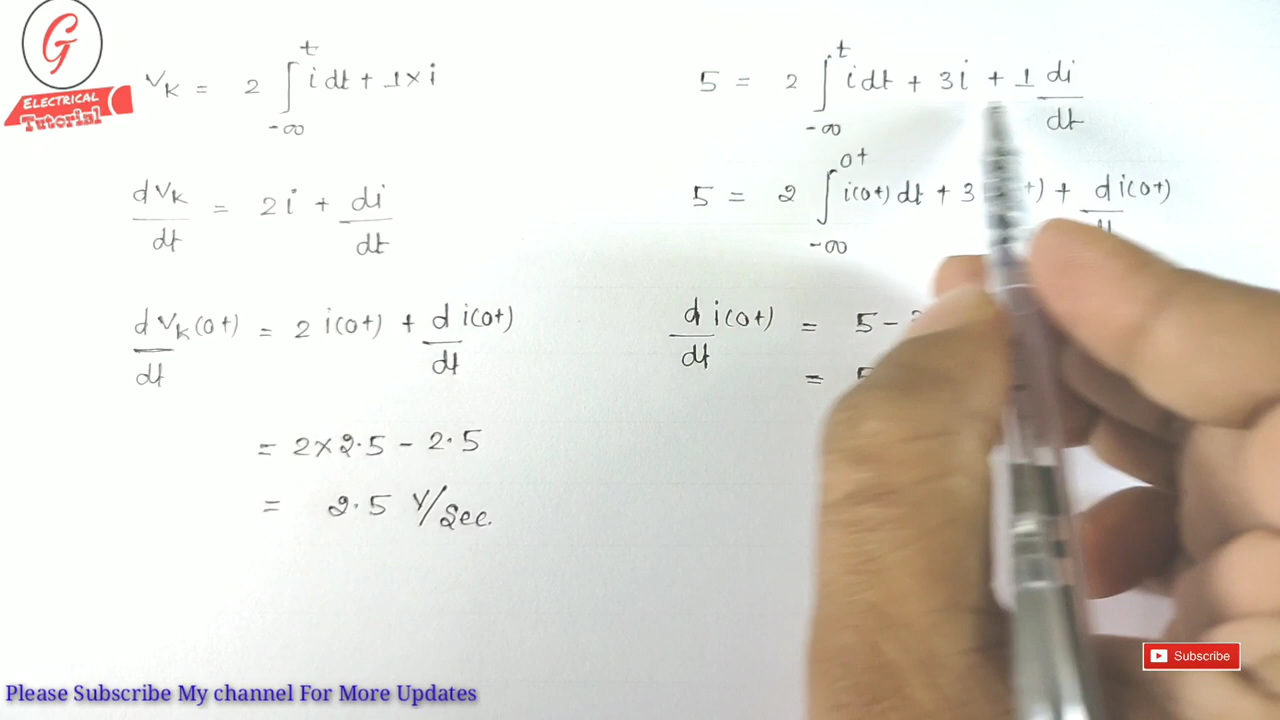 G
ELECTRICAL
Tutorial
t
V_K = 2 ∫ i dt + 1 × i
-∞
dV_K/dt = 2i + di/dt
d V_K(0+)/dt = 2 i(0+) + d i(0+)/dt
= 2×2.5 - 2.5
= 2.5 V/Sec.
t
5 = 2 ∫ i dt + 3i + 1 di/dt
-∞
0+
5 = 2 ∫ i(0+) dt + 3 +) + d i(0+)
-∞
d i(0+)/dt = 5 -
=
Subscribe
Please Subscribe My channel For More Updates